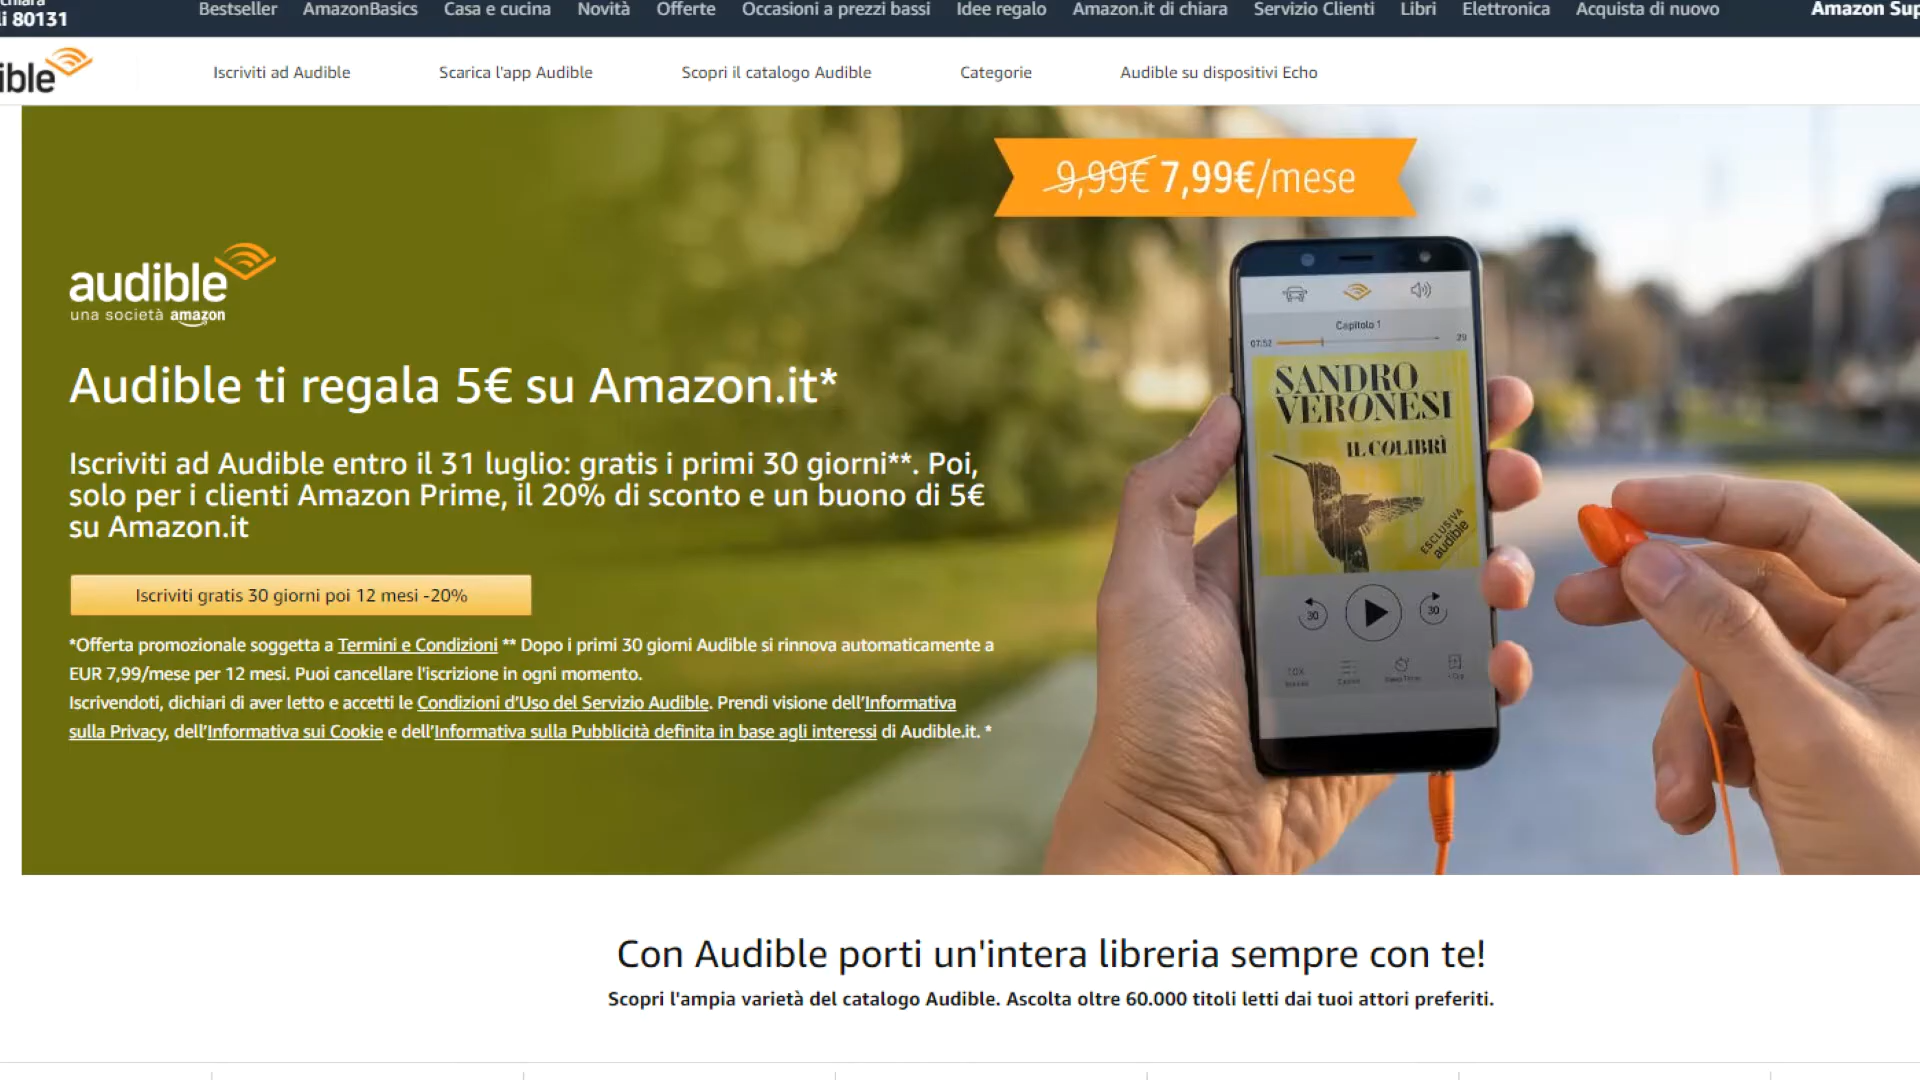 li 80131
Bestseller AmazonBasics Casa e cucina Novità Offerte Occasioni a prezzi bassi Idee regalo Amazon.it di chiara Servizio Clienti Libri Elettronica Acquista di nuovo Amazon Sup
ible Iscriviti ad Audible Scarica l'app Audible Scopri il catalogo Audible Categorie Audible su dispositivi Echo
9,99€ 7,99€/mese
audible
una società amazon
Audible ti regala 5€ su Amazon.it*
Iscriviti ad Audible entro il 31 luglio: gratis i primi 30 giorni**. Poi,
solo per i clienti Amazon Prime, il 20% di sconto e un buono di 5€
su Amazon.it
Iscriviti gratis 30 giorni poi 12 mesi -20%
*Offerta promozionale soggetta a Termini e Condizioni ** Dopo i primi 30 giorni Audible si rinnova automaticamente a
EUR 7,99/mese per 12 mesi. Puoi cancellare l'iscrizione in ogni momento.
Iscrivendoti, dichiari di aver letto e accetti le Condizioni d’Uso del Servizio Audible. Prendi visione dell’Informativa
sulla Privacy, dell’Informativa sui Cookie e dell’Informativa sulla Pubblicità definita in base agli interessi di Audible.it. *
Capitolo 1
07:52 29
SANDRO
VERONESI
IL COLIBRÌ
ESCLUSIVA
audible
30 30
Con Audible porti un'intera libreria sempre con te!
Scopri l'ampia varietà del catalogo Audible. Ascolta oltre 60.000 titoli letti dai tuoi attori preferiti.